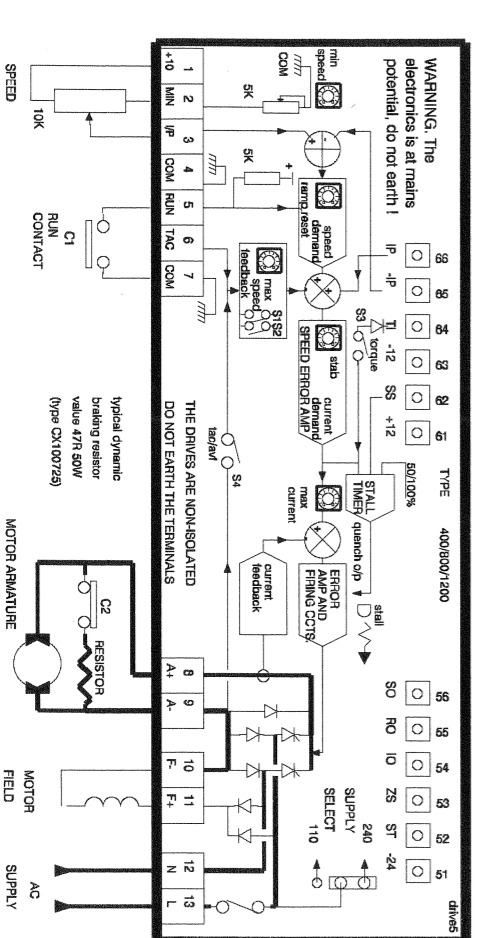 WARNING. The
electronics is at mains
potential, do not earth !
66 65 64 63 62 61
IP -IP TI -12 SS +12
TYPE 400/800/1200
56 55 54 53 52 51
SO RO IO ZS ST -24
drive5
min
speed
COM
5K
5K
+
speed
demand
ramp.reset
max
speed
feedback
S1S2
S3
torque
stab
current
demand
SPEED ERROR AMP
50/100%
STALL
TIMER
quench o/p
stall
max
current
current
feedback
ERROR
AMP AND
FIRING CCTS.
SUPPLY
SELECT
240
110
S4
tac/avf
THE DRIVES ARE NON-ISOLATED
DO NOT EARTH THE TERMINALS
1 2 3 4 5 6 7 8 9 10 11 12 13
+10 MIN I/P COM RUN TAC COM A+ A- F- F+ N L
10K
SPEED
C1
RUN
CONTACT
typical dynamic
braking resistor
value 47R 50W
(type CX100725)
C2
RESISTOR
MOTOR ARMATURE
MOTOR
FIELD
AC
SUPPLY